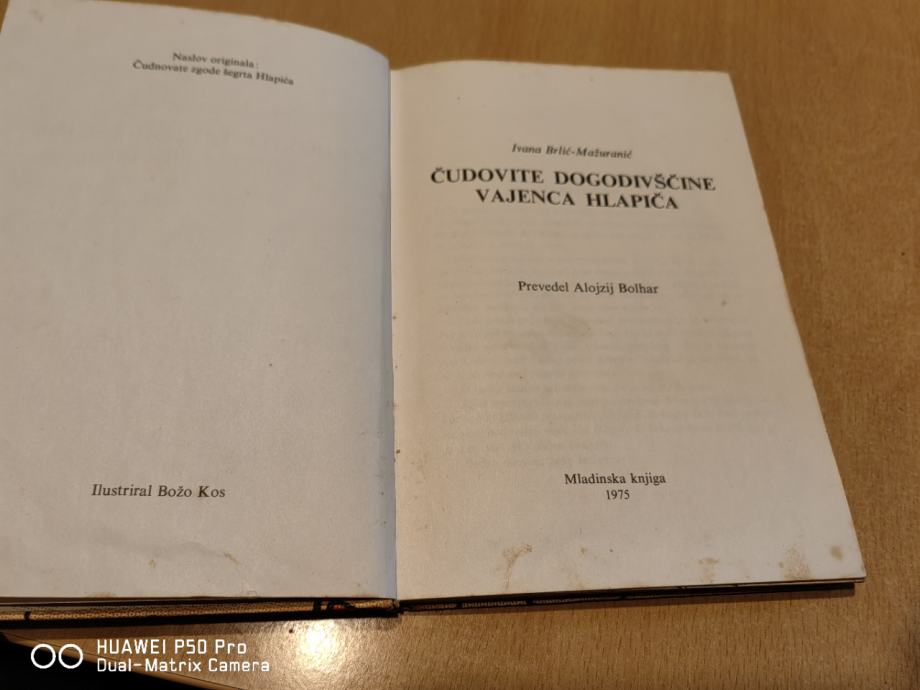 Naslov originala:
Čudnovate zgode šegrta Hlapića
Ilustriral Božo Kos
Ivana Brlić-Mažuranić
ČUDOVITE DOGODIVŠČINE
VAJENCA HLAPIČA
Prevedel Alojzij Bolhar
Mladinska knjiga
1975
HUAWEI P50 Pro
Dual-Matrix Camera